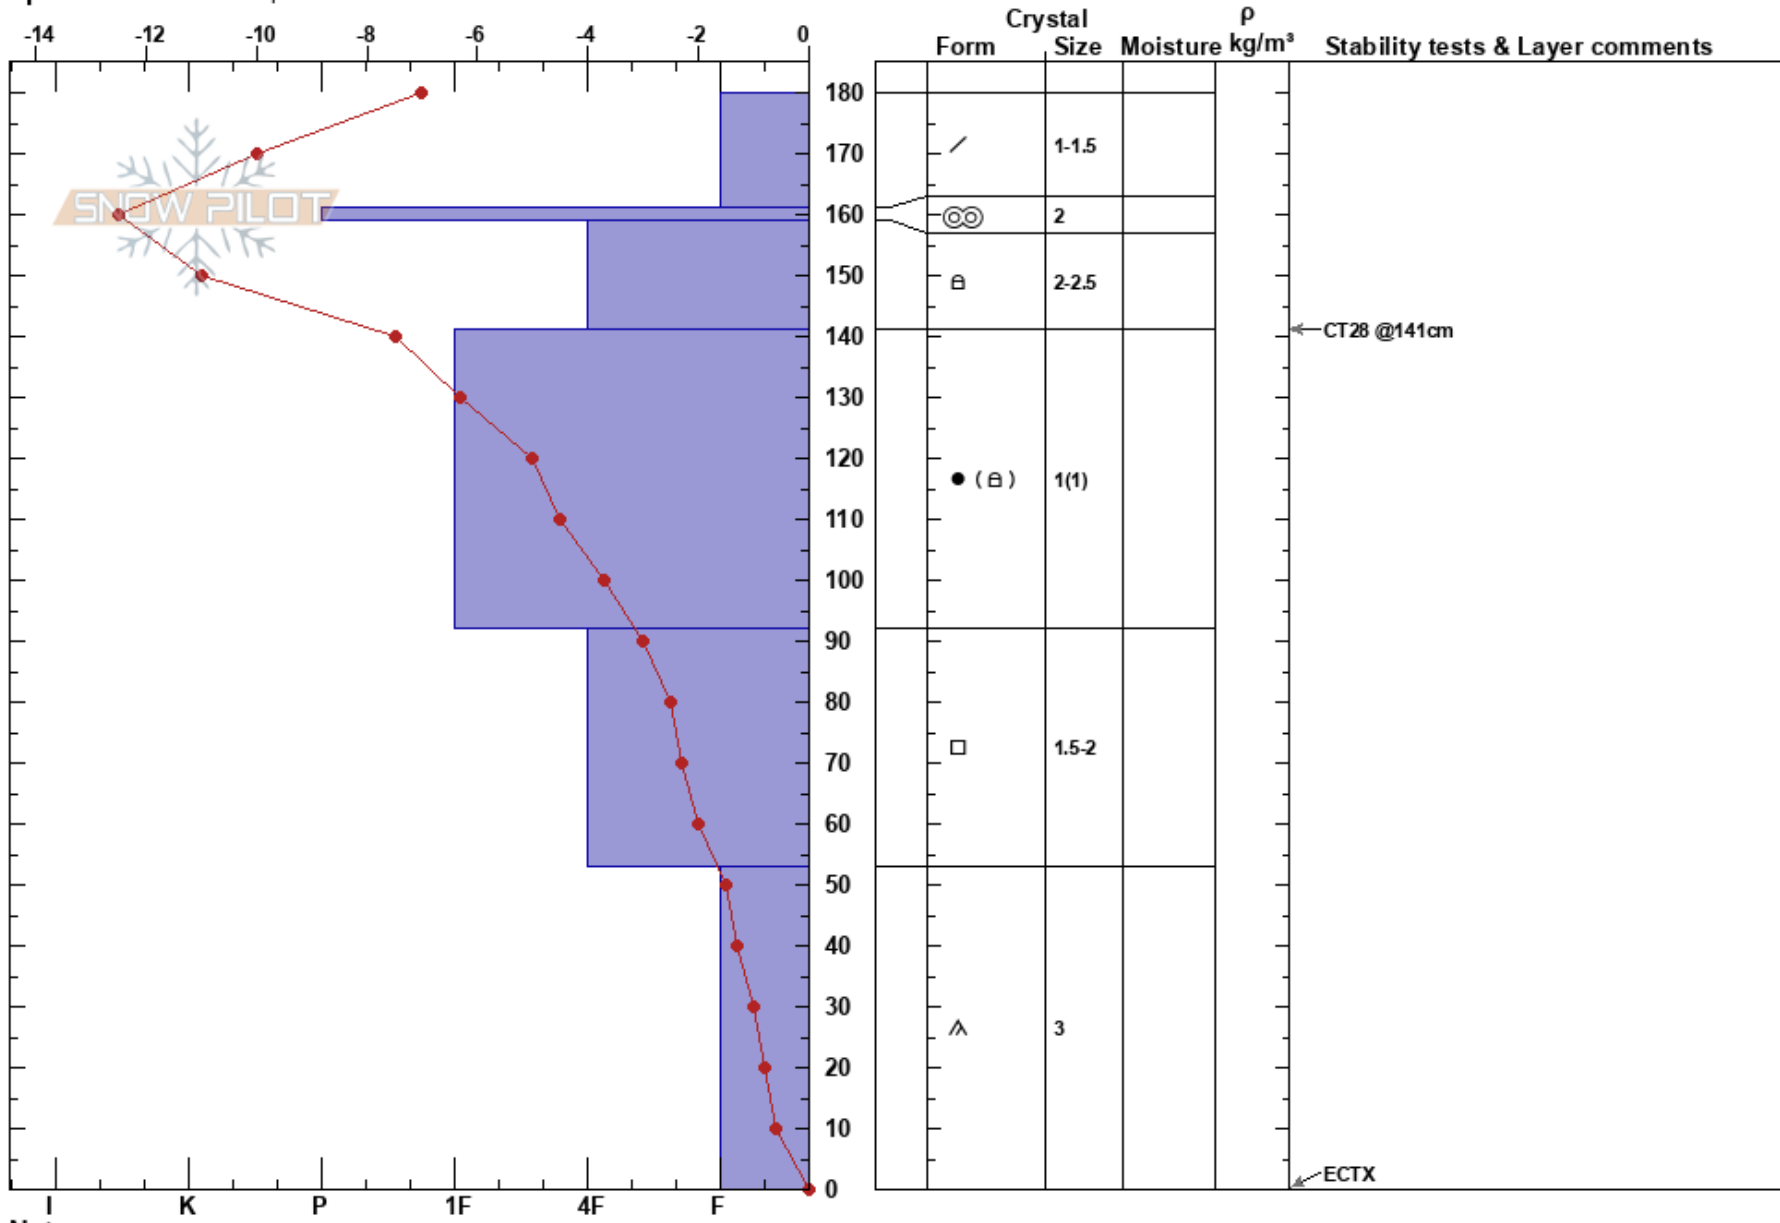 Crystal ρ
-14 -12 -10 -8 -6 -4 -2 0 Form Size Moisture kg/m³ Stability tests & Layer comments
180
170 1-1.5
SNOW PILOT
160 2
150 2-2.5
140 CT28 @141cm
130
120
( ) 1(1)
110
100
90
80
70 1.5-2
60
50
40
30
3
20
10
0 ECTX
I K P 1F 4F F